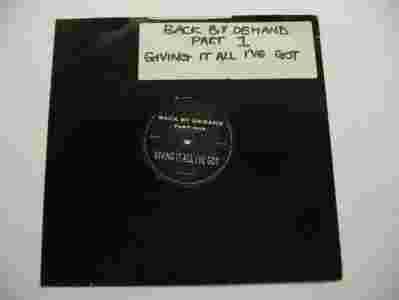 BACK BY DEMAND
PART 1
GIVING IT ALL I'VE GOT
BACK BY DEMAND
PART ONE
GIVING IT ALL I'VE GOT